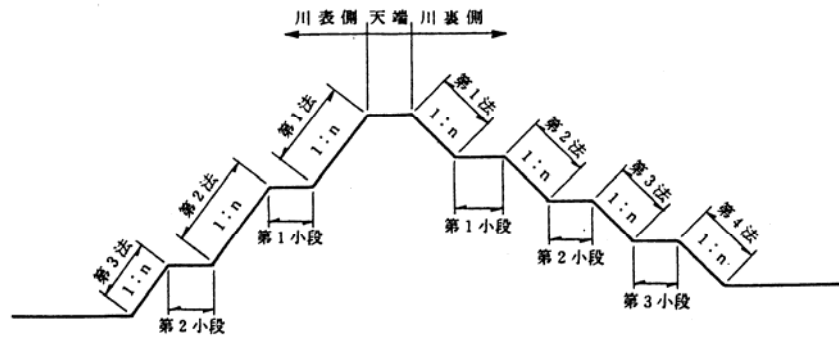 川表側 天端 川裏側
第1法
1:n
第2法
1:n
第3法
1:n
第1小段
第2小段
第1法
1:n
第2法
1:n
第3法
1:n
第4法
1:n
第1小段
第2小段
第3小段